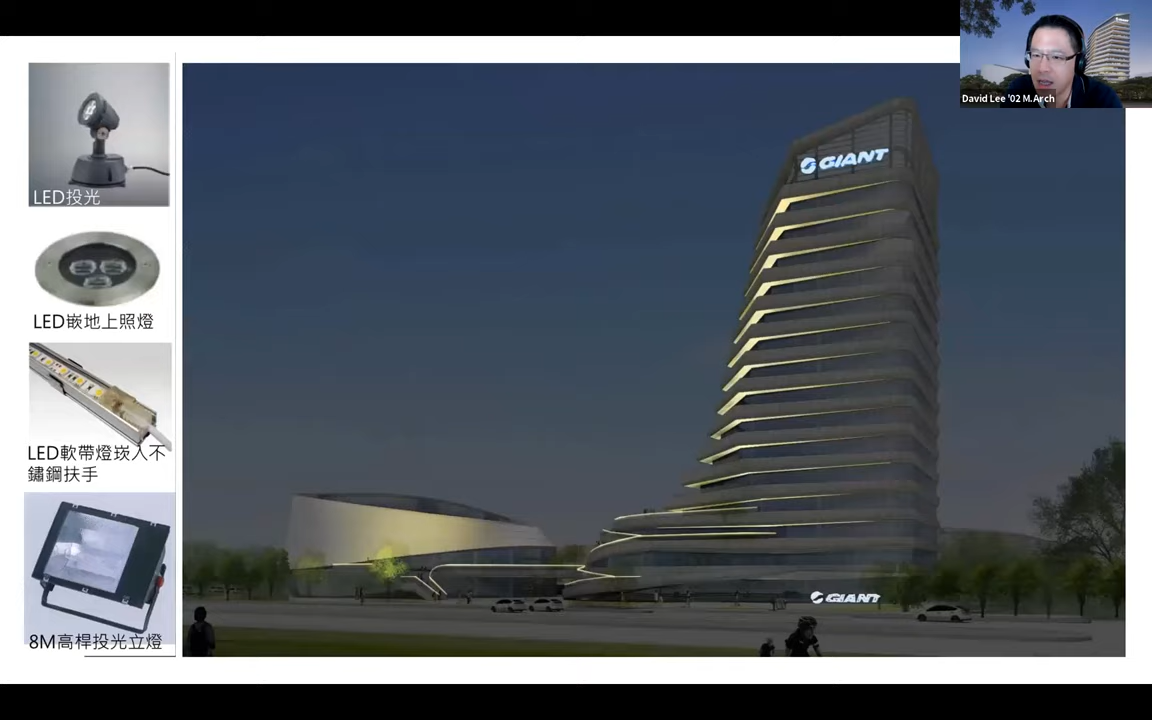 LED投光
LED嵌地上照燈
LED軟帶燈崁入不
鏽鋼扶手
8M高桿投光立燈
GIANT
GIANT
David Lee '02 M.Arch